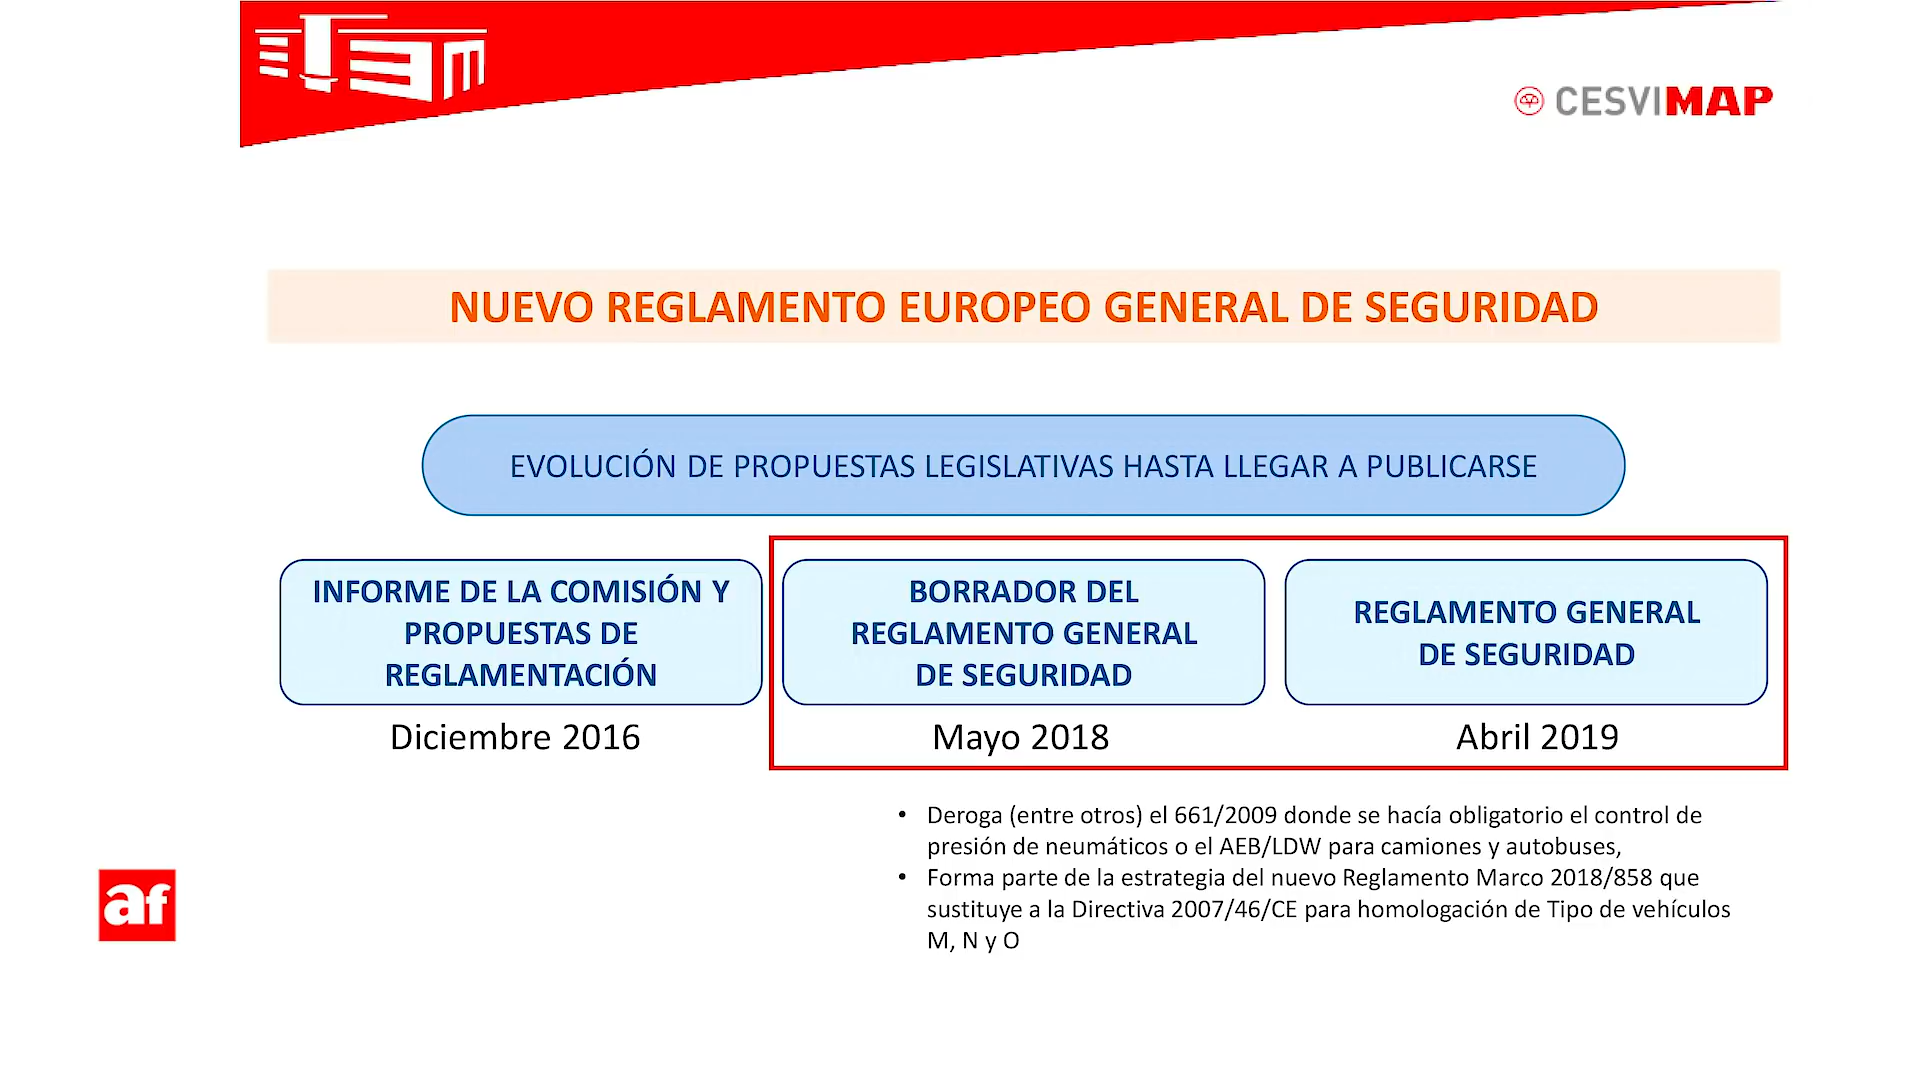 CESVIMAP
NUEVO REGLAMENTO EUROPEO GENERAL DE SEGURIDAD
EVOLUCIÓN DE PROPUESTAS LEGISLATIVAS HASTA LLEGAR A PUBLICARSE
INFORME DE LA COMISIÓN Y
PROPUESTAS DE
REGLAMENTACIÓN
Diciembre 2016
BORRADOR DEL
REGLAMENTO GENERAL
DE SEGURIDAD
Mayo 2018
REGLAMENTO GENERAL
DE SEGURIDAD
Abril 2019
• Deroga (entre otros) el 661/2009 donde se hacía obligatorio el control de
presión de neumáticos o el AEB/LDW para camiones y autobuses,
• Forma parte de la estrategia del nuevo Reglamento Marco 2018/858 que
sustituye a la Directiva 2007/46/CE para homologación de Tipo de vehículos
M, N y O
af